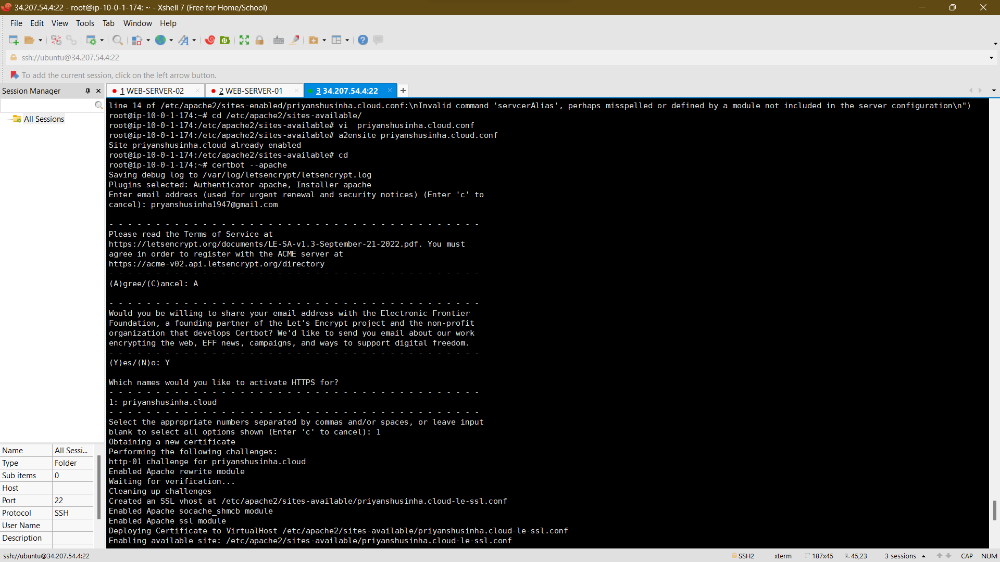 34.207.54.4:22 - root@ip-10-0-1-174: ~ - Xshell 7 (Free for Home/School)
File Edit View Tools Tab Window Help
ssh://ubuntu@34.207.54.4:22
To add the current session, click on the left arrow button.
Session Manager
All Sessions
1 WEB-SERVER-02
2 WEB-SERVER-01
3 34.207.54.4:22
line 14 of /etc/apache2/sites-enabled/priyanshusinha.cloud.conf:\nInvalid command 'servcerAlias', perhaps misspelled or defined by a module not included in the server configuration\n")
root@ip-10-0-1-174:~# cd /etc/apache2/sites-available/
root@ip-10-0-1-174:/etc/apache2/sites-available# vi  priyanshusinha.cloud.conf
root@ip-10-0-1-174:/etc/apache2/sites-available# a2ensite priyanshusinha.cloud.conf
Site priyanshusinha.cloud already enabled
root@ip-10-0-1-174:/etc/apache2/sites-available# cd
root@ip-10-0-1-174:~# certbot --apache
Saving debug log to /var/log/letsencrypt/letsencrypt.log
Plugins selected: Authenticator apache, Installer apache
Enter email address (used for urgent renewal and security notices) (Enter 'c' to
cancel): pryanshusinha1947@gmail.com
- - - - - - - - - - - - - - - - - - - - - - - - - - - - - - - - - - - - - - - -
Please read the Terms of Service at
https://letsencrypt.org/documents/LE-SA-v1.3-September-21-2022.pdf. You must
agree in order to register with the ACME server at
https://acme-v02.api.letsencrypt.org/directory
- - - - - - - - - - - - - - - - - - - - - - - - - - - - - - - - - - - - - - - -
(A)gree/(C)ancel: A
- - - - - - - - - - - - - - - - - - - - - - - - - - - - - - - - - - - - - - - -
Would you be willing to share your email address with the Electronic Frontier
Foundation, a founding partner of the Let's Encrypt project and the non-profit
organization that develops Certbot? We'd like to send you email about our work
encrypting the web, EFF news, campaigns, and ways to support digital freedom.
- - - - - - - - - - - - - - - - - - - - - - - - - - - - - - - - - - - - - - - -
(Y)es/(N)o: Y
Which names would you like to activate HTTPS for?
- - - - - - - - - - - - - - - - - - - - - - - - - - - - - - - - - - - - - - - -
1: priyanshusinha.cloud
- - - - - - - - - - - - - - - - - - - - - - - - - - - - - - - - - - - - - - - -
Select the appropriate numbers separated by commas and/or spaces, or leave input
blank to select all options shown (Enter 'c' to cancel): 1
Obtaining a new certificate
Performing the following challenges:
http-01 challenge for priyanshusinha.cloud
Enabled Apache rewrite module
Waiting for verification...
Cleaning up challenges
Created an SSL vhost at /etc/apache2/sites-available/priyanshusinha.cloud-le-ssl.conf
Enabled Apache socache_shmcb module
Enabled Apache ssl module
Deploying Certificate to VirtualHost /etc/apache2/sites-available/priyanshusinha.cloud-le-ssl.conf
Enabling available site: /etc/apache2/sites-available/priyanshusinha.cloud-le-ssl.conf
Name All Sessi...
Type Folder
Sub items 0
Host
Port 22
Protocol SSH
User Name
Description
ssh://ubuntu@34.207.54.4:22 SSH2 xterm 187x45 45,23 3 sessions CAP NUM